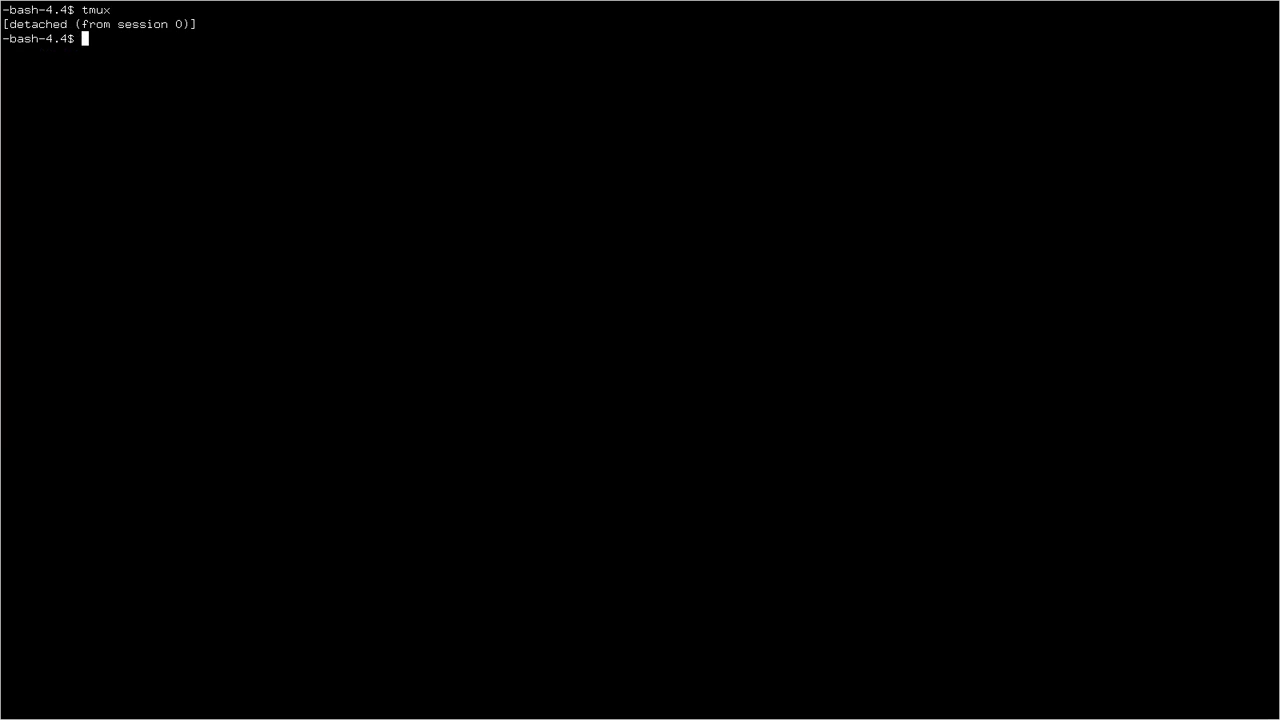 -bash-4.4$ tmux
[detached (from session 0)]
-bash-4.4$